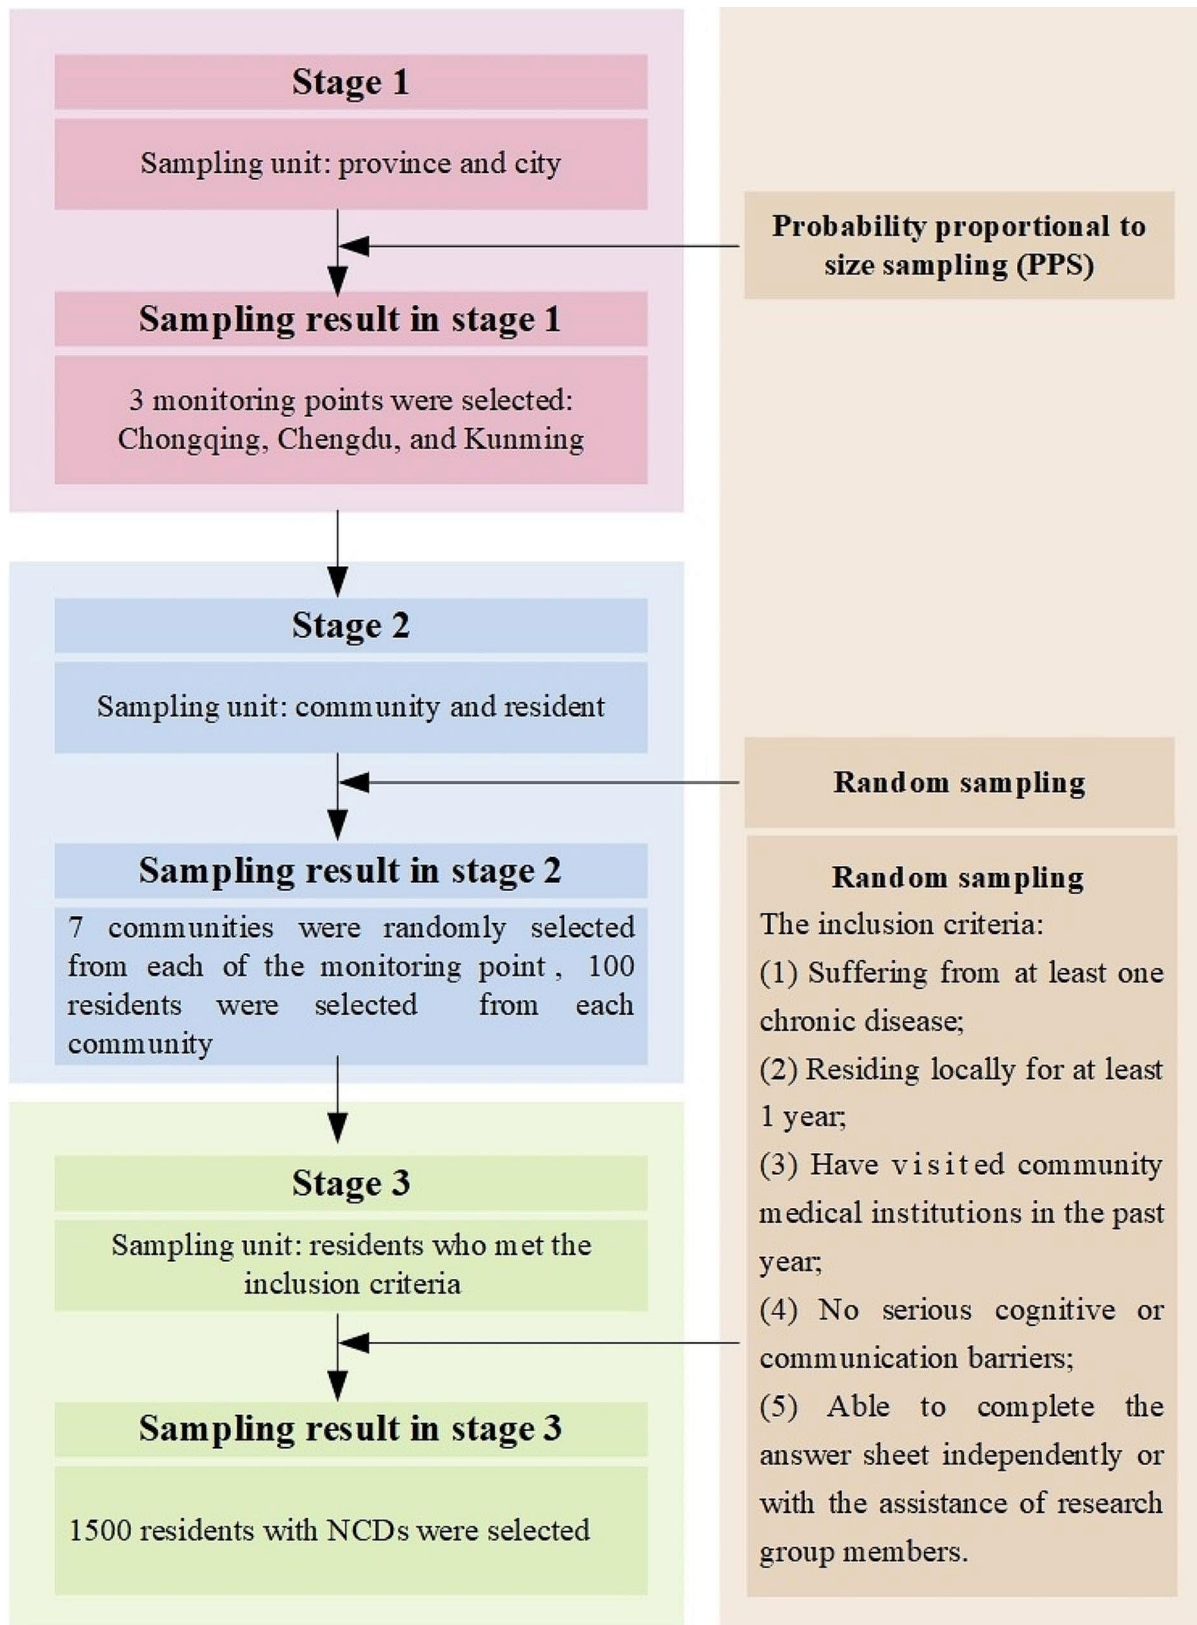 Stage 1
Sampling unit: province and city
Probability proportional to
size sampling (PPS)
Sampling result in stage 1
3 monitoring points were selected:
Chongqing, Chengdu, and Kunming
Stage 2
Sampling unit: community and resident
Random sampling
Sampling result in stage 2
7 communities were randomly selected
from each of the monitoring point , 100
residents were selected from each
community
Stage 3
Sampling unit: residents who met the
inclusion criteria
Random sampling
The inclusion criteria:
(1) Suffering from at least one
chronic disease;
(2) Residing locally for at least
1 year;
(3) Have visited community
medical institutions in the past
year;
(4) No serious cognitive or
communication barriers;
(5) Able to complete the
answer sheet independently or
with the assistance of research
group members.
Sampling result in stage 3
1500 residents with NCDs were selected